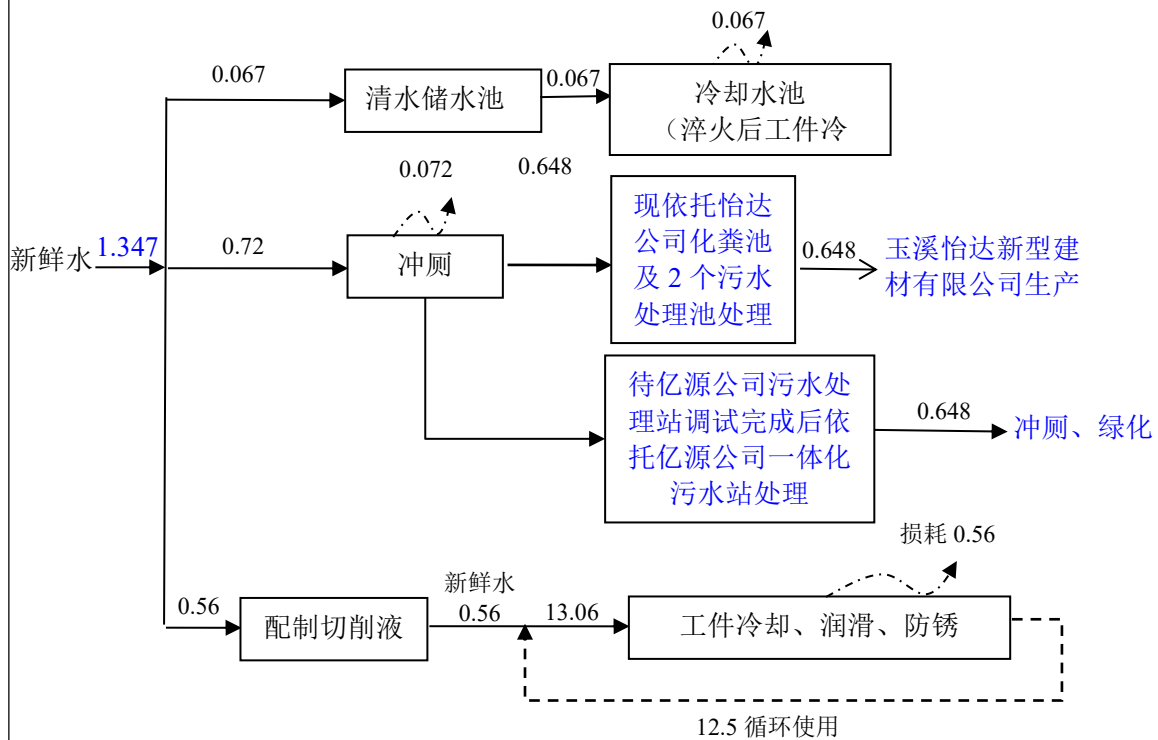 0.067
0.067
清水储水池
0.067
冷却水池
（淬火后工件冷
0.072
0.648
新鲜水
1.347
0.72
冲厕
现依托怡达
公司化粪池
及 2 个污水
处理池处理
0.648
玉溪怡达新型建
材有限公司生产
待亿源公司污水处
理站调试完成后依
托亿源公司一体化
污水站处理
0.648
冲厕、绿化
损耗 0.56
0.56
配制切削液
新鲜水
0.56
13.06
工件冷却、润滑、防锈
12.5 循环使用